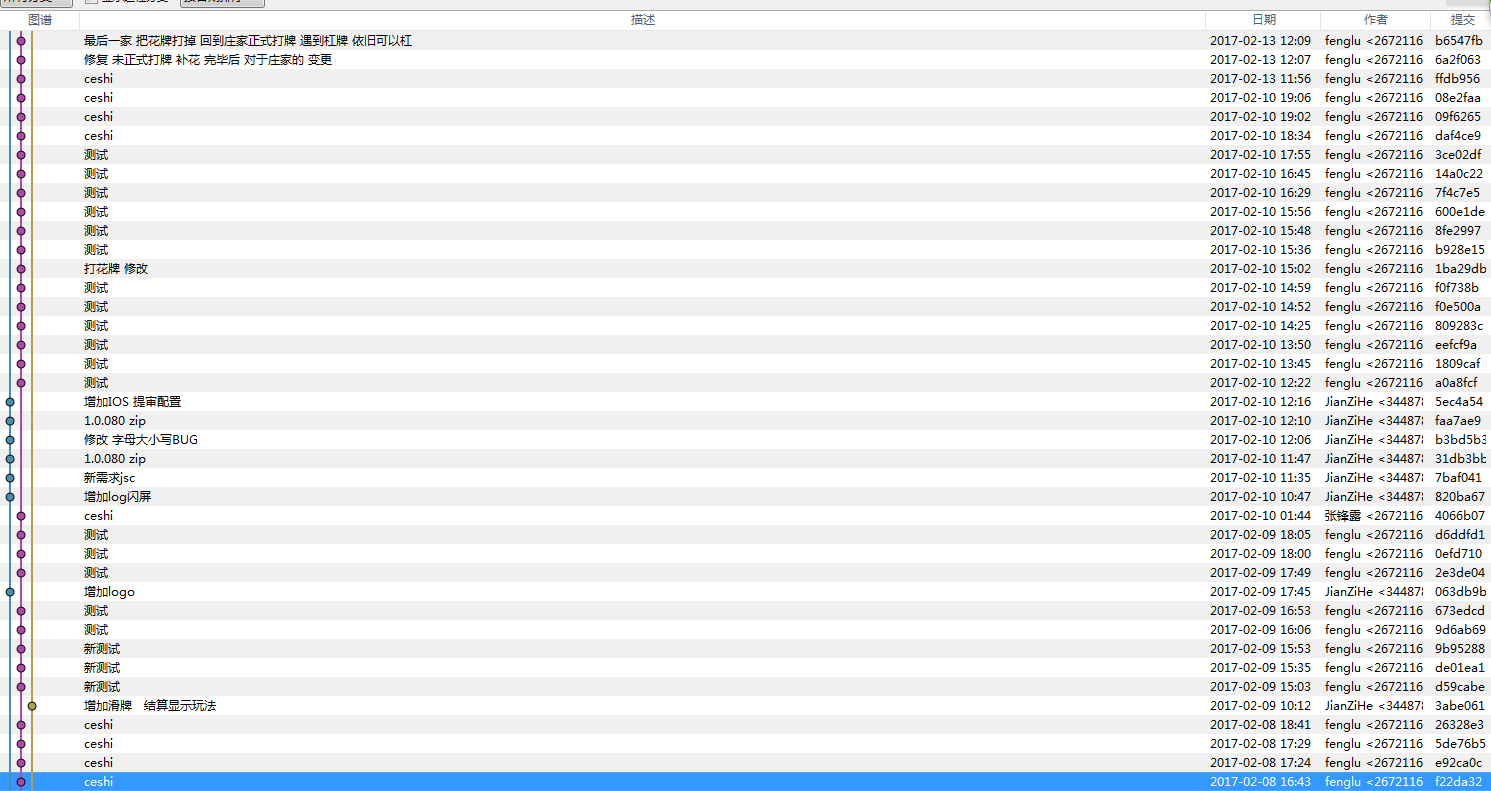 图谱 描述 日期 作者 提交
最后一家 把花牌打掉 回到庄家正式打牌 遇到杠牌 依旧可以杠 2017-02-13 12:09 fenglu <2672116 b6547fb
修复 未正式打牌 补花 完毕后 对于庄家的 变更 2017-02-13 12:07 fenglu <2672116 6a2f063
ceshi 2017-02-13 11:56 fenglu <2672116 ffdb956
ceshi 2017-02-10 19:06 fenglu <2672116 08e2faa
ceshi 2017-02-10 19:02 fenglu <2672116 09f6265
ceshi 2017-02-10 18:34 fenglu <2672116 daf4ce9
测试 2017-02-10 17:55 fenglu <2672116 3ce02df
测试 2017-02-10 16:45 fenglu <2672116 14a0c22
测试 2017-02-10 16:29 fenglu <2672116 7f4c7e5
测试 2017-02-10 15:56 fenglu <2672116 600e1de
测试 2017-02-10 15:48 fenglu <2672116 8fe2997
测试 2017-02-10 15:36 fenglu <2672116 b928e15
打花牌 修改 2017-02-10 15:02 fenglu <2672116 1ba29db
测试 2017-02-10 14:59 fenglu <2672116 f0f738b
测试 2017-02-10 14:52 fenglu <2672116 f0e500a
测试 2017-02-10 14:25 fenglu <2672116 809283c
测试 2017-02-10 13:50 fenglu <2672116 eefcf9a
测试 2017-02-10 13:45 fenglu <2672116 1809caf
测试 2017-02-10 12:22 fenglu <2672116 a0a8fcf
增加IOS 提审配置 2017-02-10 12:16 JianZiHe <344878 5ec4a54
1.0.080 zip 2017-02-10 12:10 JianZiHe <344878 faa7ae9
修改 字母大小写BUG 2017-02-10 12:06 JianZiHe <344878 b3bd5b3
1.0.080 zip 2017-02-10 11:47 JianZiHe <344878 31db3bb
新需求jsc 2017-02-10 11:35 JianZiHe <344878 7baf041
增加log闪屏 2017-02-10 10:47 JianZiHe <344878 820ba67
ceshi 2017-02-10 01:44 张锋露 <2672116 4066b07
测试 2017-02-09 18:05 fenglu <2672116 d6ddfd1
测试 2017-02-09 18:00 fenglu <2672116 0efd710
测试 2017-02-09 17:49 fenglu <2672116 2e3de04
增加logo 2017-02-09 17:45 JianZiHe <344878 063db9b
测试 2017-02-09 16:53 fenglu <2672116 673edcd
测试 2017-02-09 16:06 fenglu <2672116 9d6ab69
新测试 2017-02-09 15:53 fenglu <2672116 9b95288
新测试 2017-02-09 15:35 fenglu <2672116 de01ea1
新测试 2017-02-09 15:03 fenglu <2672116 d59cabe
增加滑牌 结算显示玩法 2017-02-09 10:12 JianZiHe <344878 3abe061
ceshi 2017-02-08 18:41 fenglu <2672116 26328e3
ceshi 2017-02-08 17:29 fenglu <2672116 5de76b5
ceshi 2017-02-08 17:24 fenglu <2672116 e92ca0c
ceshi 2017-02-08 16:43 fenglu <2672116 f22da32